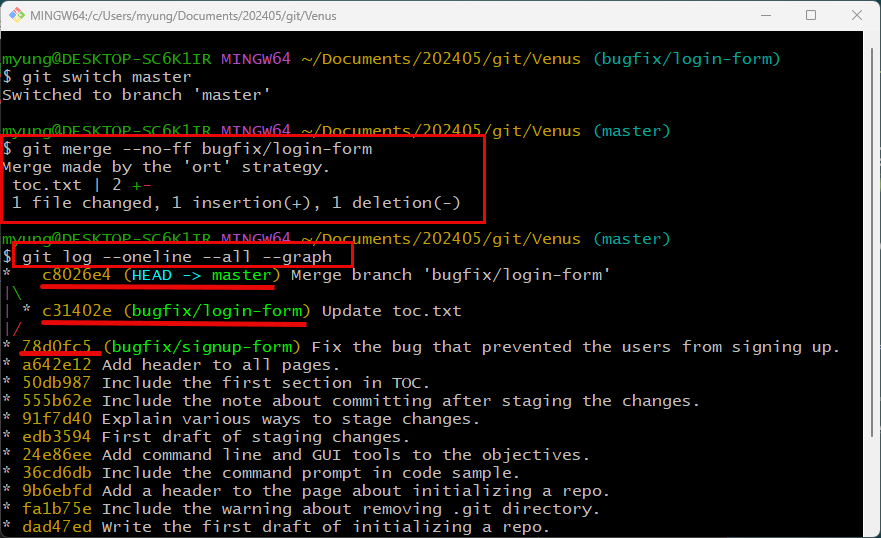 MINGW64:/c/Users/myung/Documents/202405/git/Venus
myung@DESKTOP-SC6K1IR MINGW64 ~/Documents/202405/git/Venus (bugfix/login-form)
$ git switch master
Switched to branch 'master'
myung@DESKTOP-SC6K1IR MINGW64 ~/Documents/202405/git/Venus (master)
$ git merge --no-ff bugfix/login-form
Merge made by the 'ort' strategy.
 toc.txt | 2 +-
 1 file changed, 1 insertion(+), 1 deletion(-)
myung@DESKTOP-SC6K1IR MINGW64 ~/Documents/202405/git/Venus (master)
$ git log --oneline --all --graph
*   c8026e4 (HEAD -> master) Merge branch 'bugfix/login-form'
|\
| * c31402e (bugfix/login-form) Update toc.txt
|/
* 78d0fc5 (bugfix/signup-form) Fix the bug that prevented the users from signing up.
* a642e12 Add header to all pages.
* 50db987 Include the first section in TOC.
* 555b62e Include the note about committing after staging the changes.
* 91f7d40 Explain various ways to stage changes.
* edb3594 First draft of staging changes.
* 24e86ee Add command line and GUI tools to the objectives.
* 36cd6db Include the command prompt in code sample.
* 9b6ebfd Add a header to the page about initializing a repo.
* fa1b75e Include the warning about removing .git directory.
* dad47ed Write the first draft of initializing a repo.